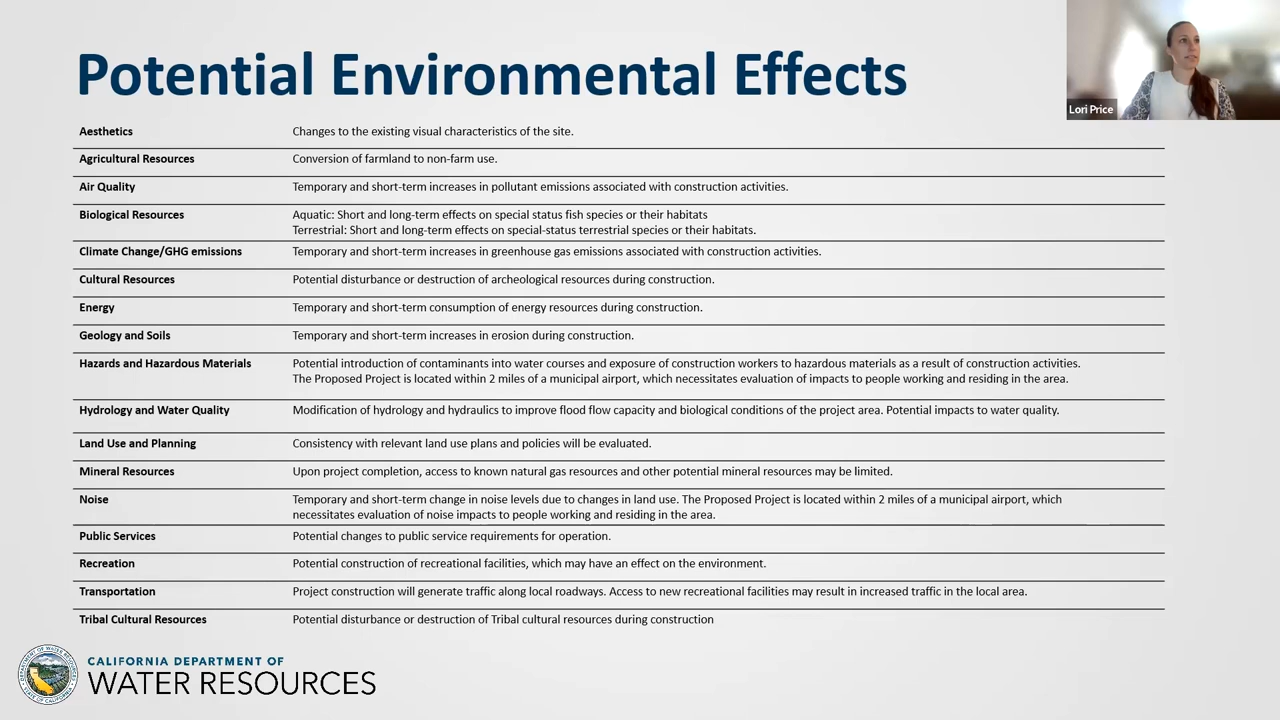 Potential Environmental Effects
Lori Price
Aesthetics Changes to the existing visual characteristics of the site.
Agricultural Resources Conversion of farmland to non-farm use.
Air Quality Temporary and short-term increases in pollutant emissions associated with construction activities.
Biological Resources Aquatic: Short and long-term effects on special status fish species or their habitats
Terrestrial: Short and long-term effects on special-status terrestrial species or their habitats.
Climate Change/GHG emissions Temporary and short-term increases in greenhouse gas emissions associated with construction activities.
Cultural Resources Potential disturbance or destruction of archeological resources during construction.
Energy Temporary and short-term consumption of energy resources during construction.
Geology and Soils Temporary and short-term increases in erosion during construction.
Hazards and Hazardous Materials Potential introduction of contaminants into water courses and exposure of construction workers to hazardous materials as a result of construction activities.
The Proposed Project is located within 2 miles of a municipal airport, which necessitates evaluation of impacts to people working and residing in the area.
Hydrology and Water Quality Modification of hydrology and hydraulics to improve flood flow capacity and biological conditions of the project area. Potential impacts to water quality.
Land Use and Planning Consistency with relevant land use plans and policies will be evaluated.
Mineral Resources Upon project completion, access to known natural gas resources and other potential mineral resources may be limited.
Noise Temporary and short-term change in noise levels due to changes in land use. The Proposed Project is located within 2 miles of a municipal airport, which
necessitates evaluation of noise impacts to people working and residing in the area.
Public Services Potential changes to public service requirements for operation.
Recreation Potential construction of recreational facilities, which may have an effect on the environment.
Transportation Project construction will generate traffic along local roadways. Access to new recreational facilities may result in increased traffic in the local area.
Tribal Cultural Resources Potential disturbance or destruction of Tribal cultural resources during construction
CALIFORNIA DEPARTMENT OF
WATER RESOURCES